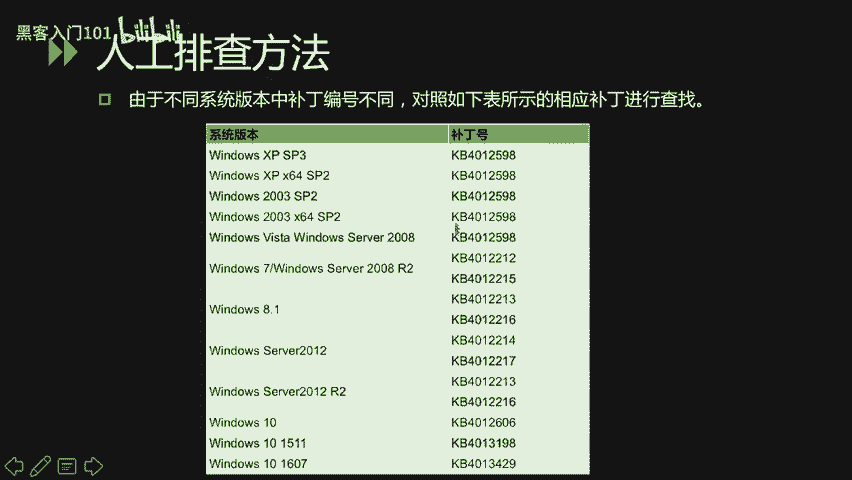 黑客入门101 bilibili
人工排查方法
由于不同系统版本中补丁编号不同，对照如下表所示的相应补丁进行查找。
系统版本 补丁号
Windows XP SP3 KB4012598
Windows XP x64 SP2 KB4012598
Windows 2003 SP2 KB4012598
Windows 2003 x64 SP2 KB4012598
Windows Vista Windows Server 2008 KB4012598
Windows 7/Windows Server 2008 R2 KB4012212
KB4012215
Windows 8.1 KB4012213
KB4012216
Windows Server2012 KB4012214
KB4012217
Windows Server2012 R2 KB4012213
KB4012216
Windows 10 KB4012606
Windows 10 1511 KB4013198
Windows 10 1607 KB4013429